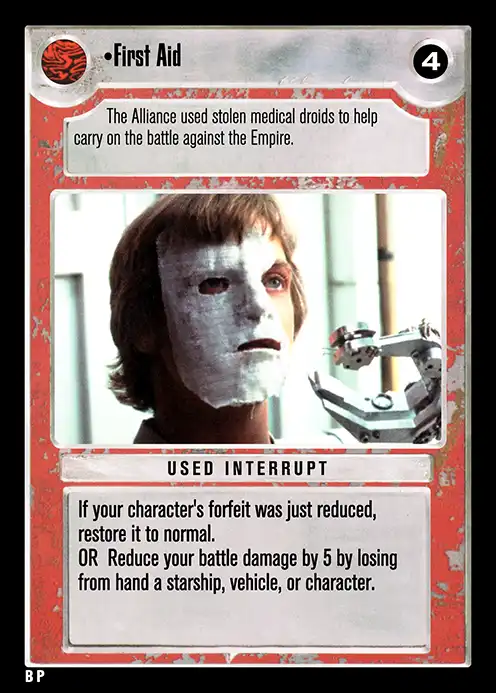 •First Aid
4
The Alliance used stolen medical droids to help
carry on the battle against the Empire.
USED INTERRUPT
If your character's forfeit was just reduced,
restore it to normal.
OR Reduce your battle damage by 5 by losing
from hand a starship, vehicle, or character.
B P